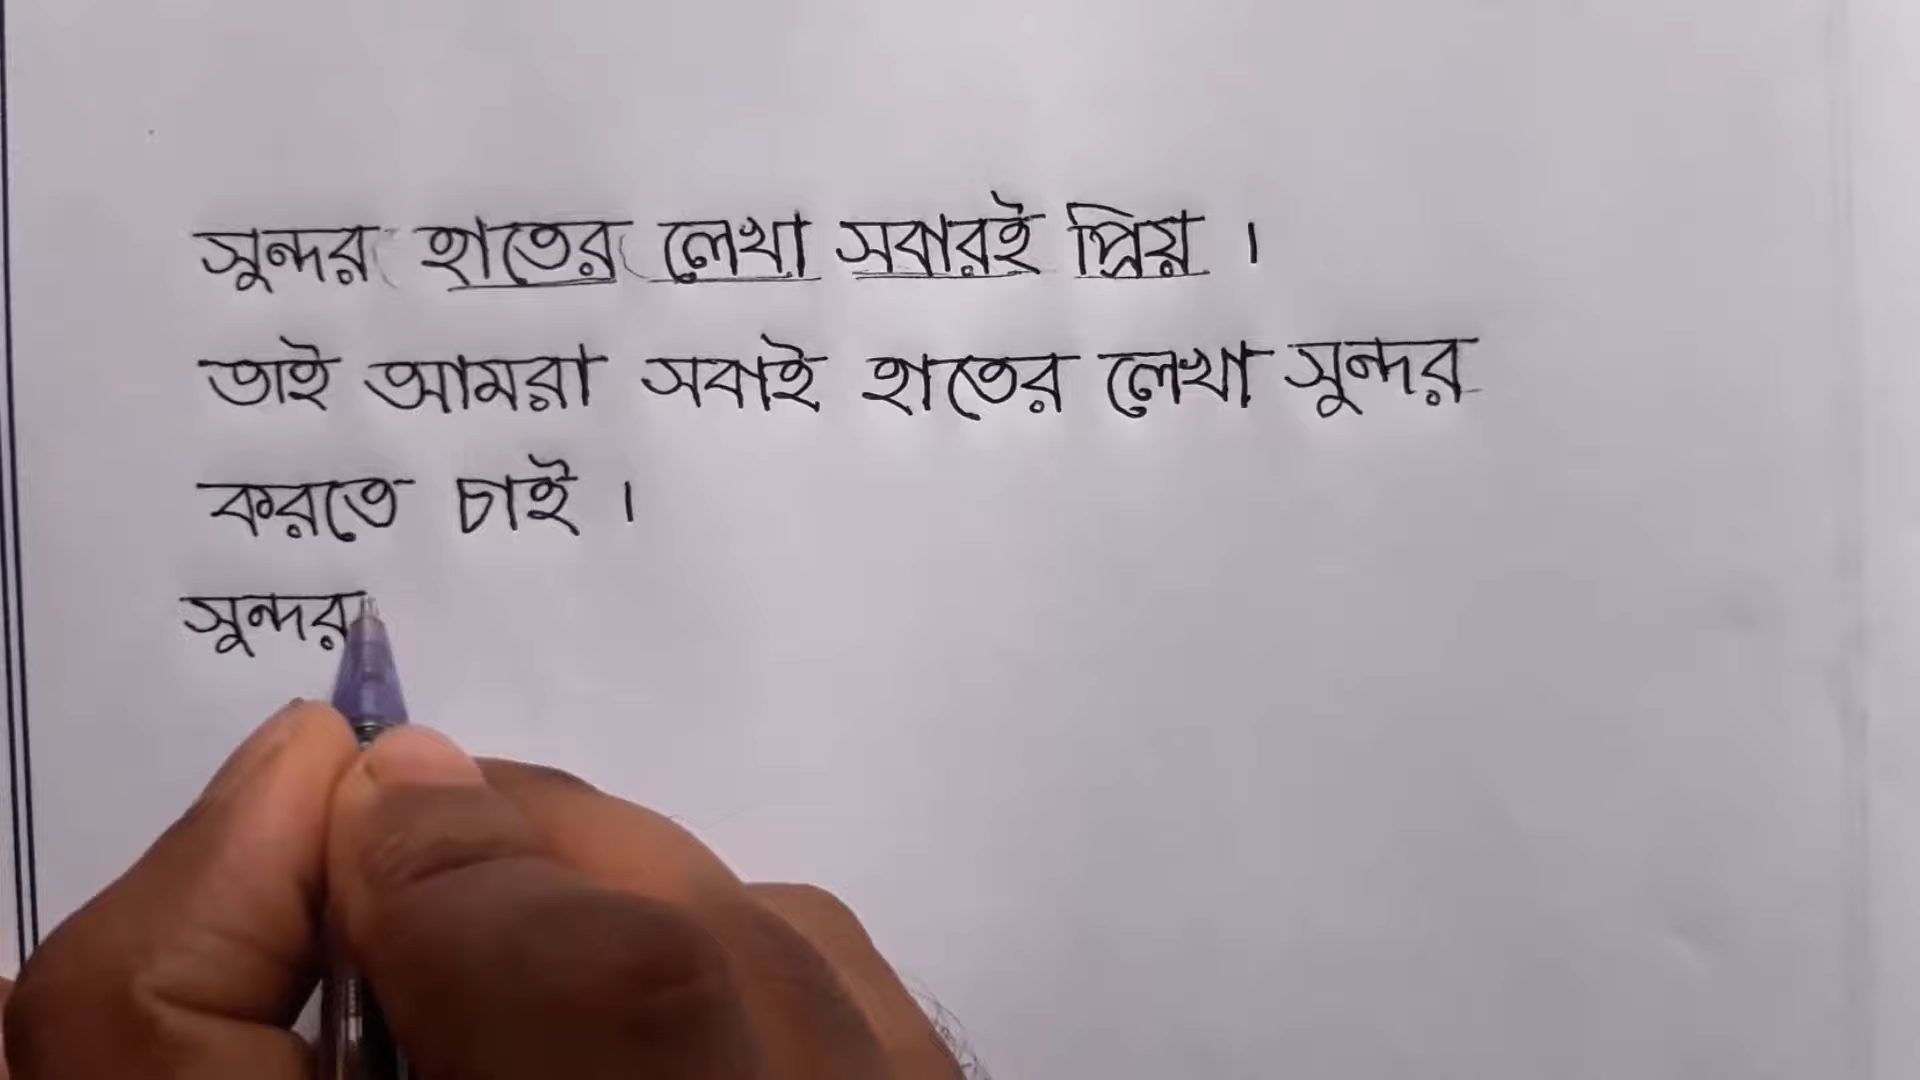 সুন্দর হাতের লেখা সবারই প্রিয় ।
তাই আমরা সবাই হাতের লেখা সুন্দর
করতে চাই ।
সুন্দর